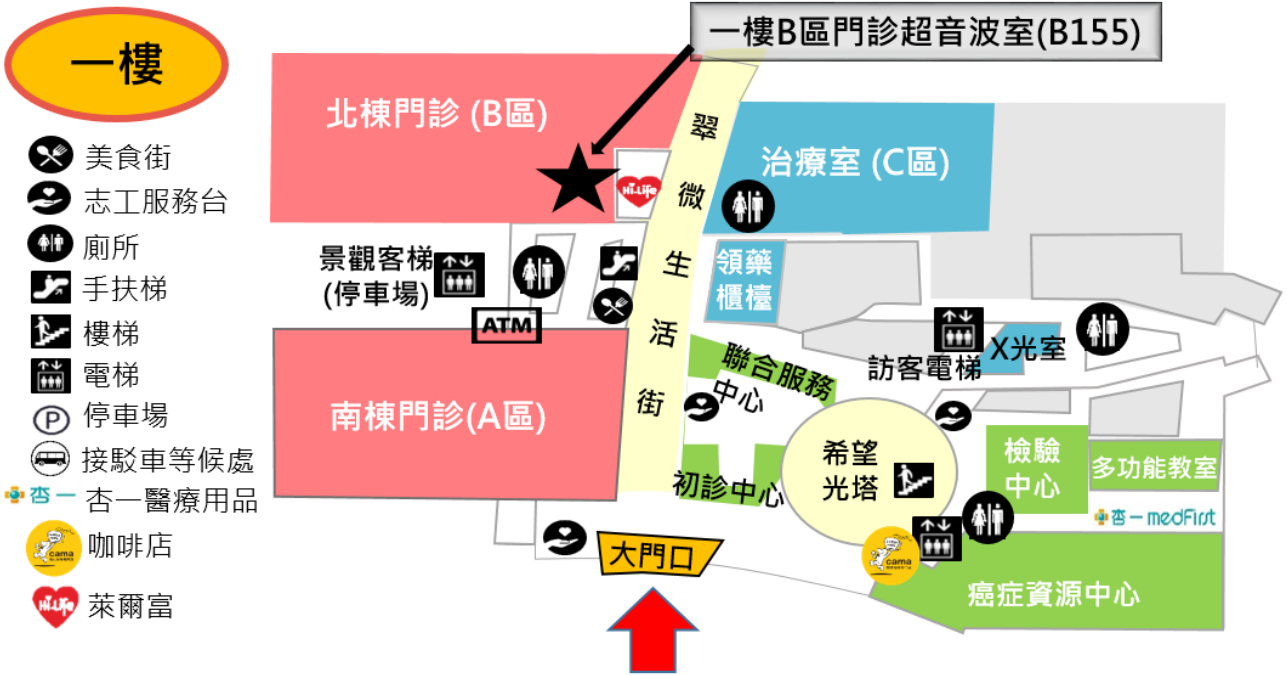 一樓
美食街
志工服務台
廁所
手扶梯
樓梯
電梯
P
停車場
接駁車等候處
杏一
杏一醫療用品
cama
咖啡店
Hi-Life
萊爾富
一樓B區門診超音波室(B155)
北棟門診 (B區)
Hi-Life
翠微生活街
治療室 (C區)
景觀客梯
(停車場)
ATM
領藥
櫃檯
訪客電梯
X光室
南棟門診(A區)
聯合服務
中心
初診中心
希望
光塔
檢驗
中心
多功能教室
杏一 medFirst
cama
大門口
癌症資源中心